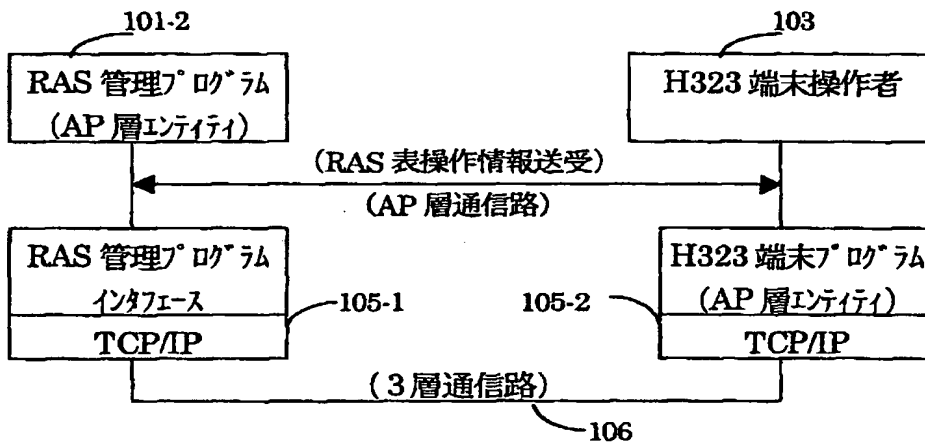 101-2
103
RAS 管理プログラム
(AP 層エンティティ)
H323 端末操作者
(RAS 表操作情報送受)
(AP 層通信路)
RAS 管理プログラム
インタフェース
TCP/IP
105-1
105-2
H323 端末プログラム
(AP 層エンティティ)
TCP/IP
(3層通信路)
106